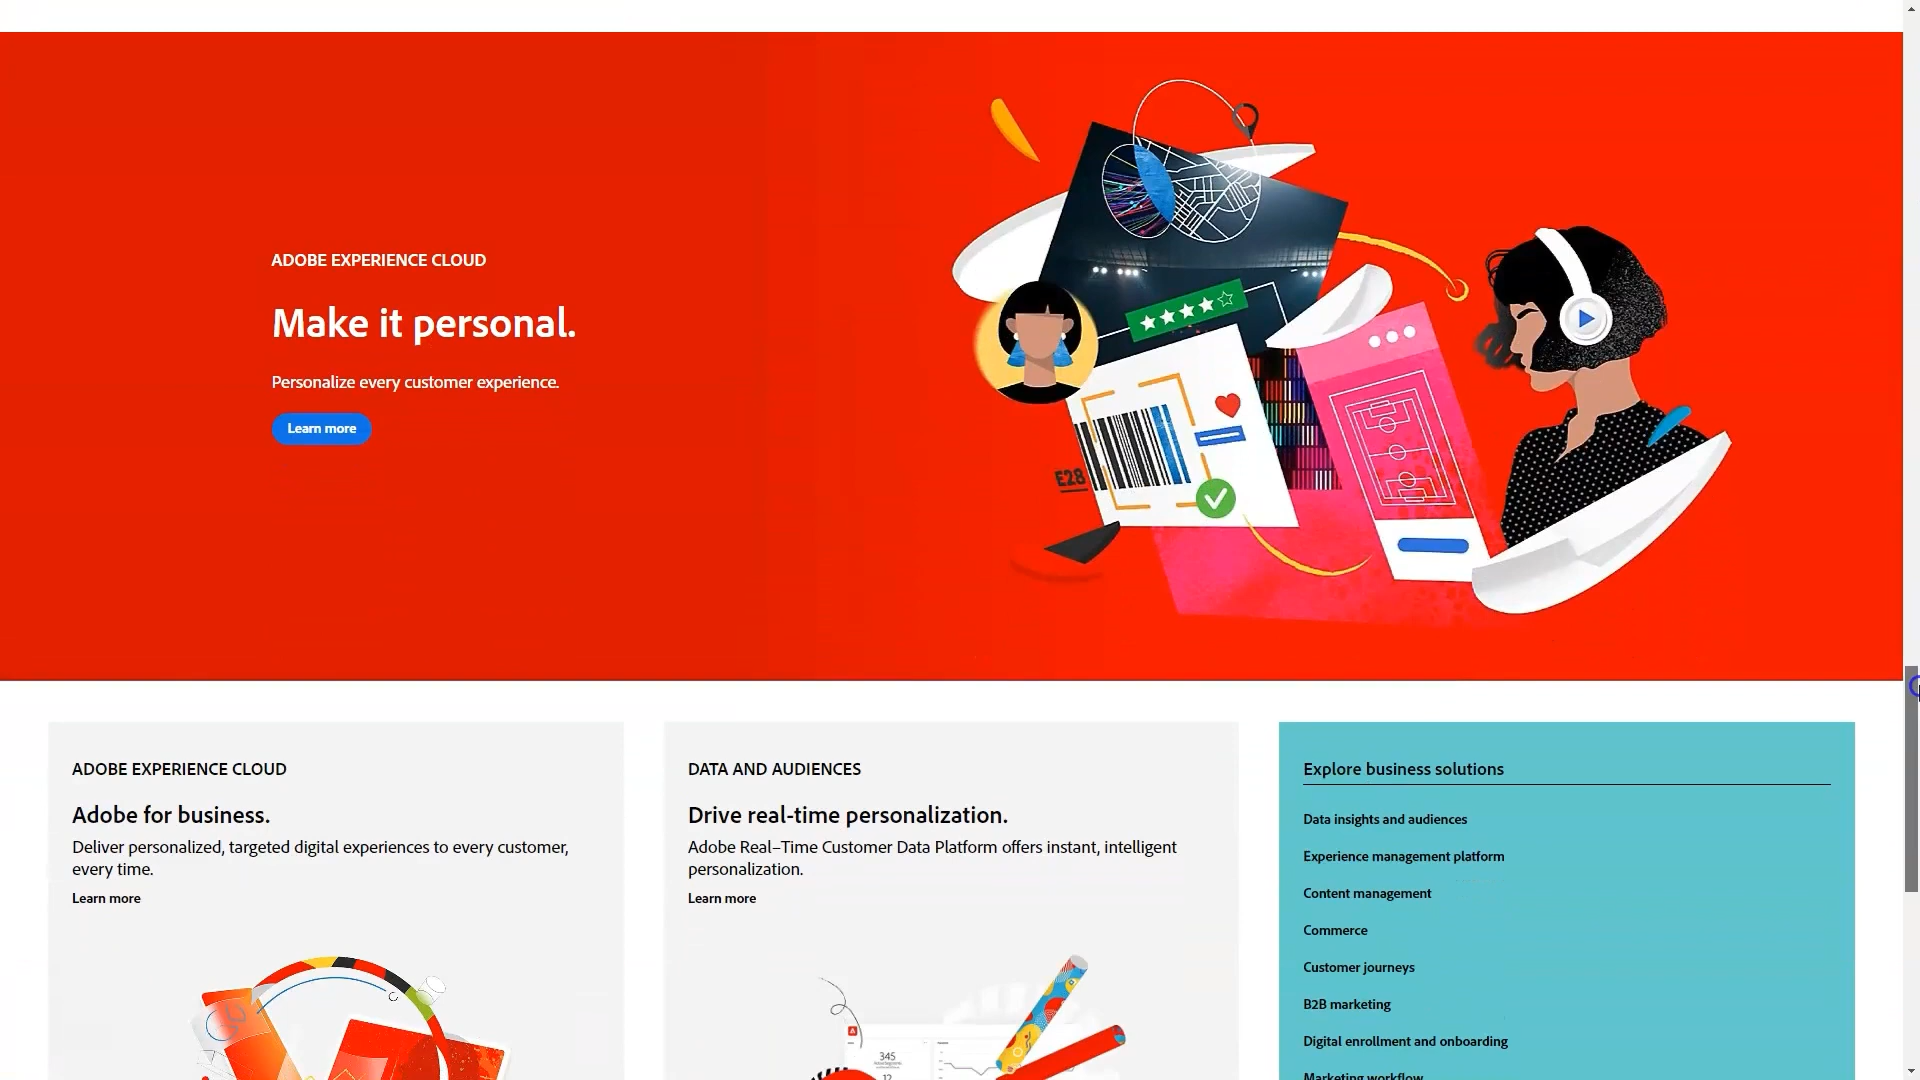 ADOBE EXPERIENCE CLOUD
Make it personal.
Personalize every customer experience.
Learn more
E28
ADOBE EXPERIENCE CLOUD
Adobe for business.
Deliver personalized, targeted digital experiences to every customer,
every time.
Learn more
DATA AND AUDIENCES
Drive real-time personalization.
Adobe Real–Time Customer Data Platform offers instant, intelligent
personalization.
Learn more
345
12
Explore business solutions
Data insights and audiences
Experience management platform
Content management
Commerce
Customer journeys
B2B marketing
Digital enrollment and onboarding
Marketing workflow